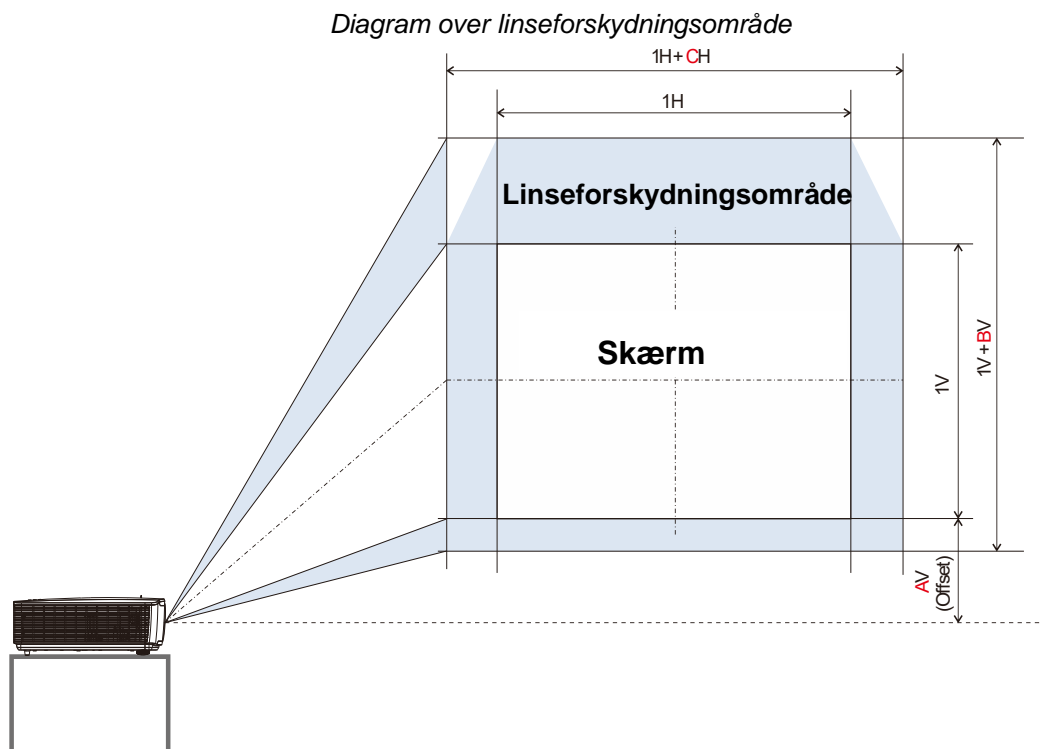 Diagram over linseforskydningsområde
1H + CH
1H
Linseforskydningsområde
Skærm
1V
1V + BV
AV
(Offset)